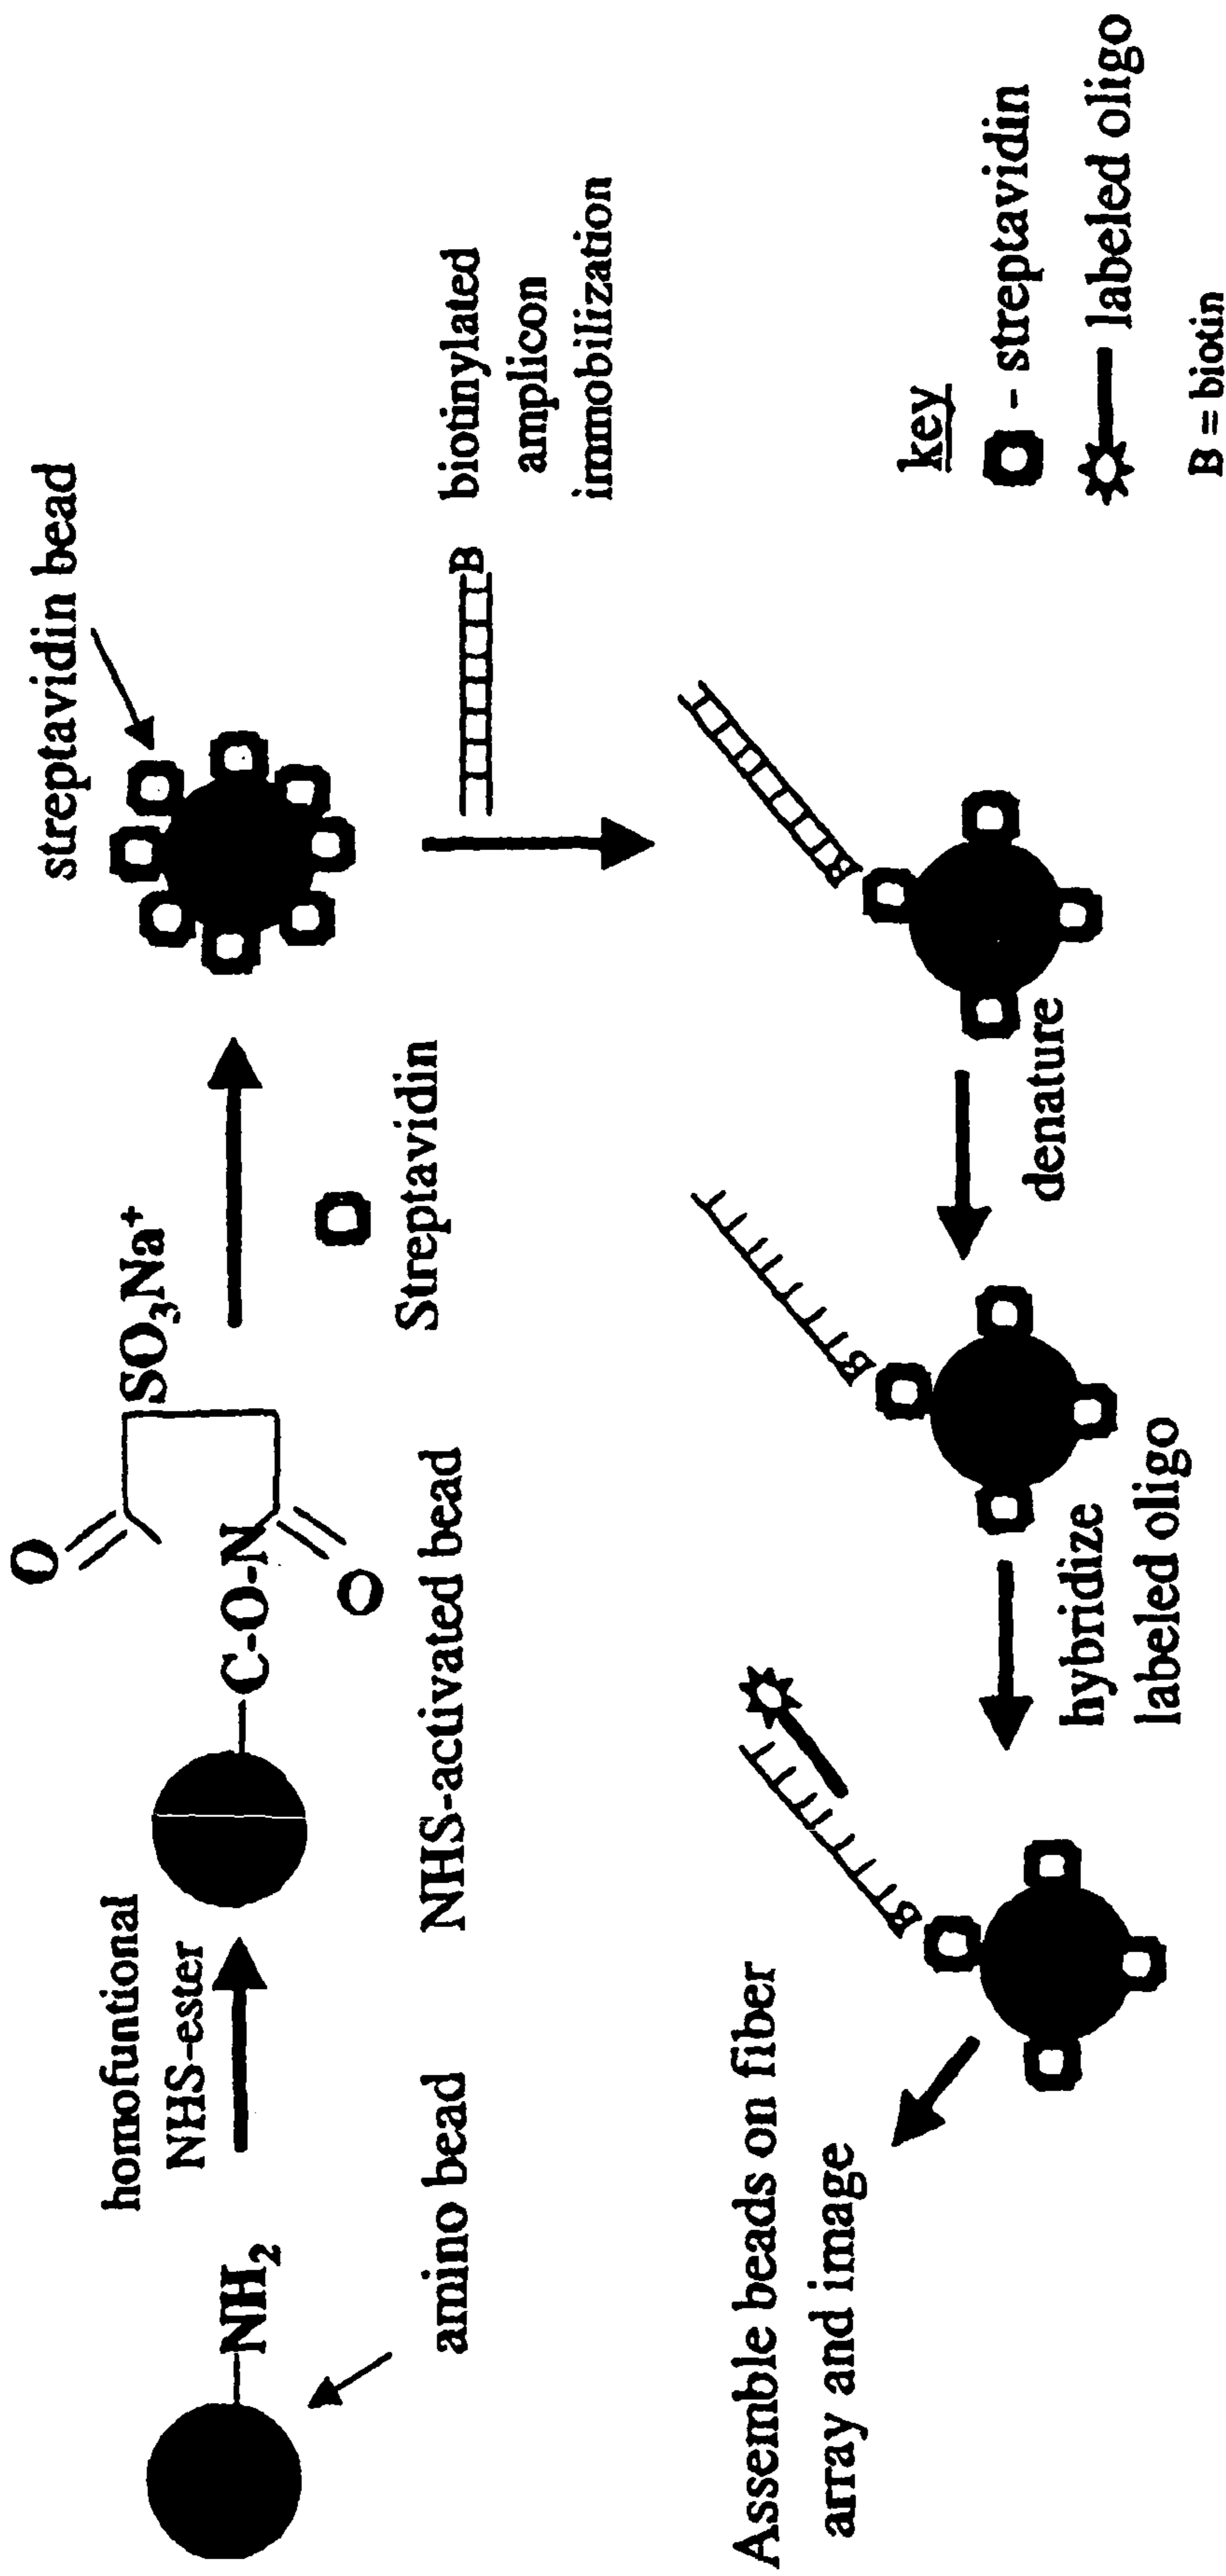 NH₂
amino bead
homofuntional
NHS-ester
C-O-N
O
O
SO₃Na⁺
NHS-activated bead
Streptavidin
streptavidin bead
B
biotinylated
amplicon
immobilization
B
denature
B
hybridize
labeled oligo
B
Assemble beads on fiber
array and image
key
- streptavidin
labeled oligo
B = biotin